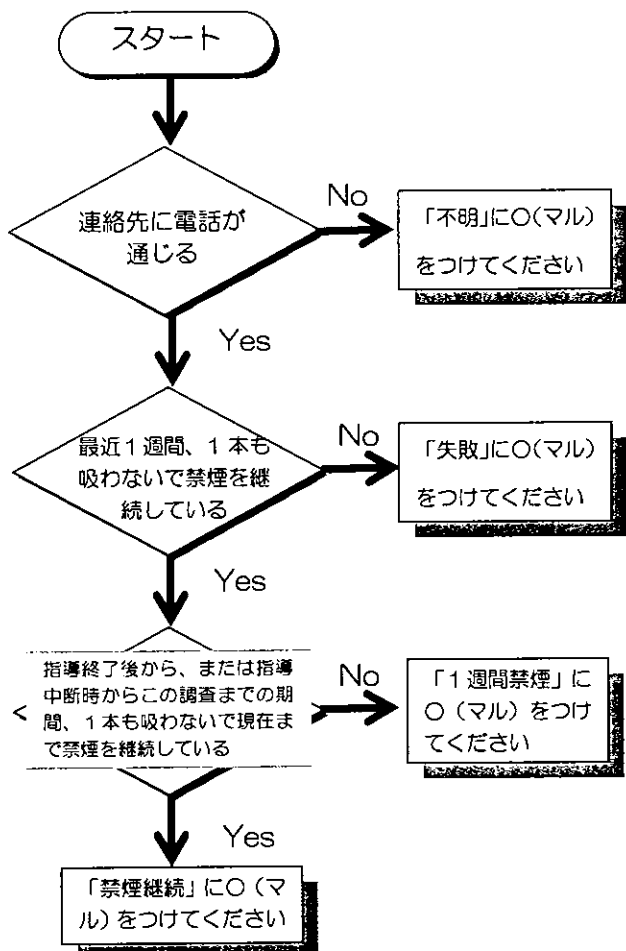 スタート
連絡先に電話が
通じる
No
「不明」に○(マル)
をつけてください
Yes
最近1週間、1本も
吸わないで禁煙を継
続している
No
「失敗」に○(マル)
をつけてください
Yes
指導終了後から、または指導
中断時からこの調査までの期
間、1本も吸わないで現在ま
で禁煙を継続している
No
「1週間禁煙」に
○(マル)をつけ
てください
Yes
「禁煙継続」に○(マ
ル)をつけてください